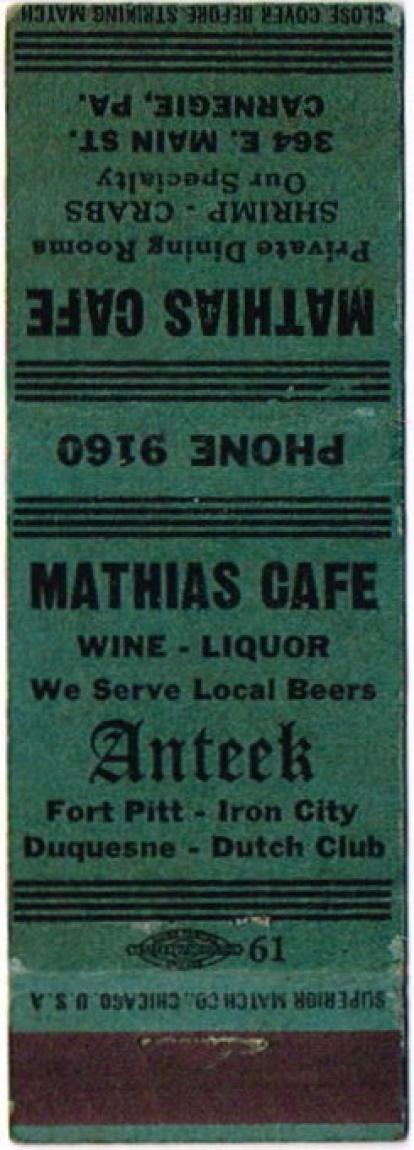 CLOSE COVER BEFORE STRIKING MATCH
MATHIAS CAFE
Private Dining Rooms
SHRIMP - CRABS
Our Specialty
364 E. MAIN ST.
CARNEGIE, PA.
PHONE 9160
MATHIAS CAFE
WINE - LIQUOR
We Serve Local Beers
Anteek
Fort Pitt - Iron City
Duquesne - Dutch Club
61
SUPERIOR MATCH CO., CHICAGO U.S.A